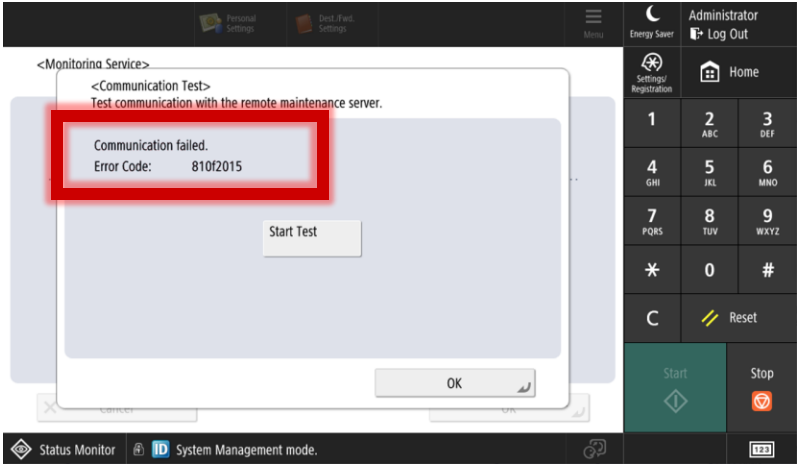 Personal
Settings
Dest./Fwd.
Settings
Menu
Energy Saver
Administrator
Log Out
<Monitoring Service>
<Communication Test>
Test communication with the remote maintenance server.
Communication failed.
Error Code: 810f2015
Start Test
OK
Cancel
OK
Settings/
Registration
Home
1
2
ABC
3
DEF
4
GHI
5
JKL
6
MNO
7
PQRS
8
TUV
9
WXYZ
*
0
#
C
Reset
Start
Stop
Status Monitor
ID System Management mode.
123